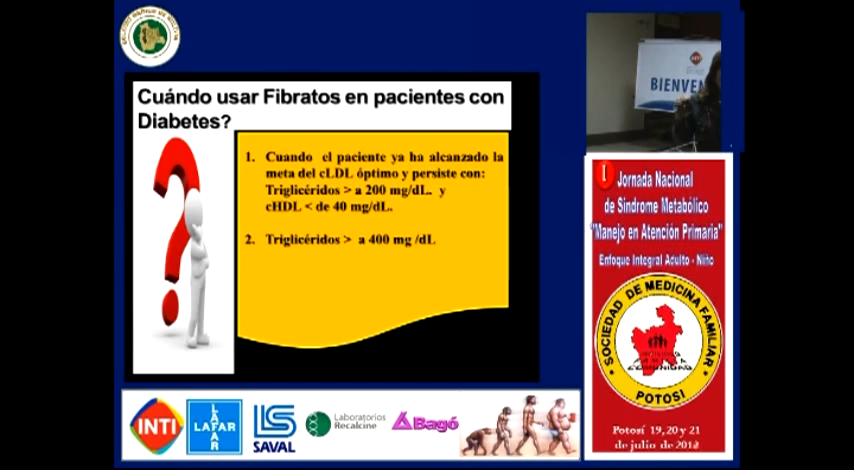 Cuándo usar Fibratos en pacientes con
Diabetes?
1. Cuando el paciente ya ha alcanzado la
meta del cLDL óptimo y persiste con:
Triglicéridos > a 200 mg/dL. y
cHDL < de 40 mg/dL.
2. Triglicéridos > a 400 mg /dL
INTI
BIENVEN
I Jornada Nacional
de Sindrome Metabólico
"Manejo en Atención Primaria"
Enfoque Integral Adulto - Niño
SOCIEDAD DE MEDICINA FAMILIAR
POTOSI
Potosí 19, 20 y 21
de julio de 2012
INTI
LAFAR
LAFAR
SAVAL
Laboratorios
Recalcine
Bagó